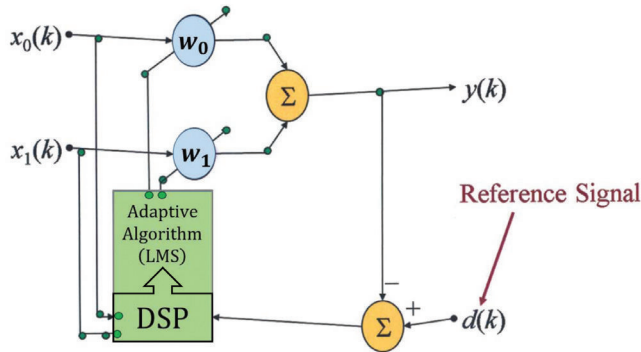 x₀(k)
w₀
Σ
y(k)
x₁(k)
w₁
Adaptive
Algorithm
(LMS)
Reference Signal
DSP
−
+
Σ
d(k)